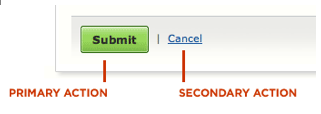 Submit | Cancel
PRIMARY ACTION SECONDARY ACTION